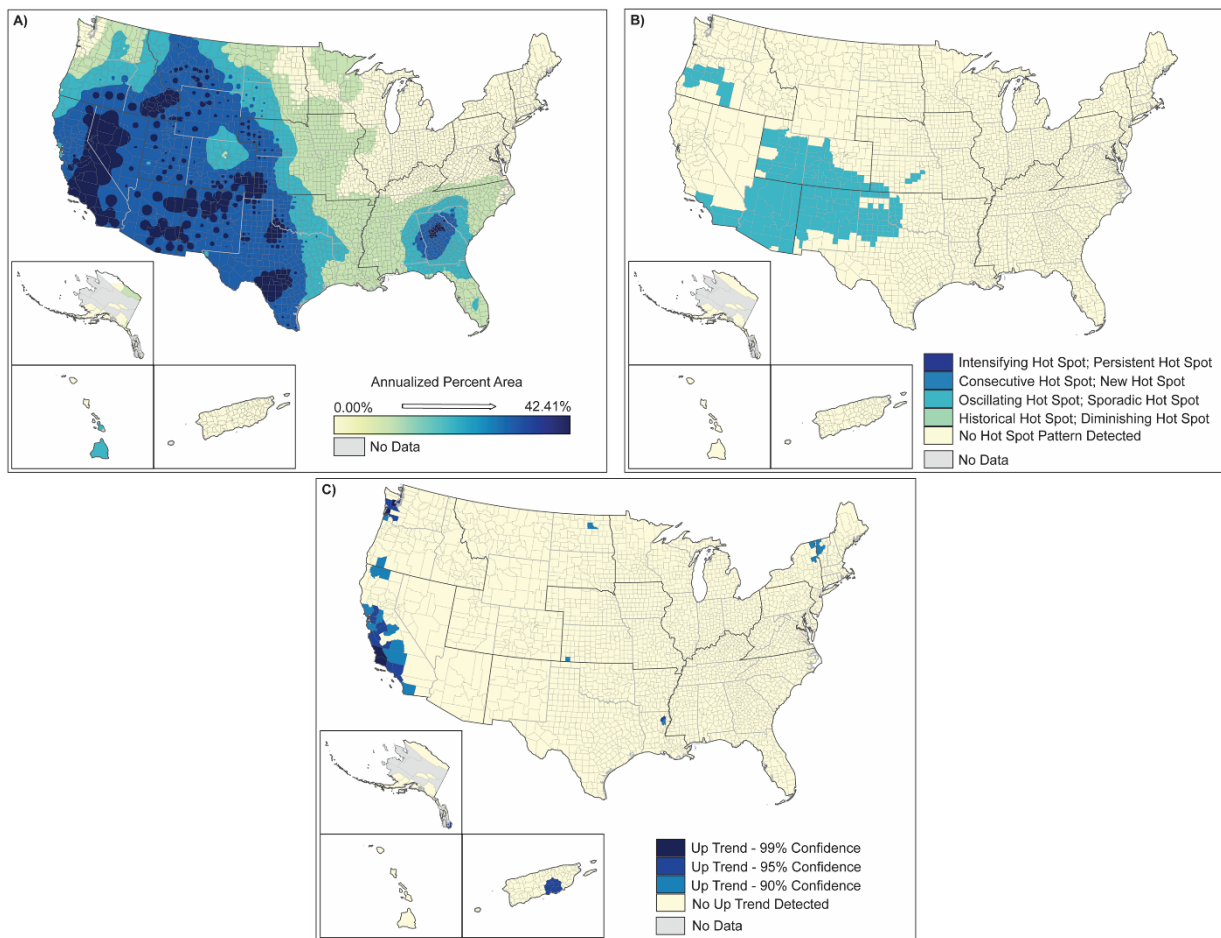 A)
Annualized Percent Area
0.00%
42.41%
No Data
B)
Intensifying Hot Spot; Persistent Hot Spot
Consecutive Hot Spot; New Hot Spot
Oscillating Hot Spot; Sporadic Hot Spot
Historical Hot Spot; Diminishing Hot Spot
No Hot Spot Pattern Detected
No Data
C)
Up Trend - 99% Confidence
Up Trend - 95% Confidence
Up Trend - 90% Confidence
No Up Trend Detected
No Data